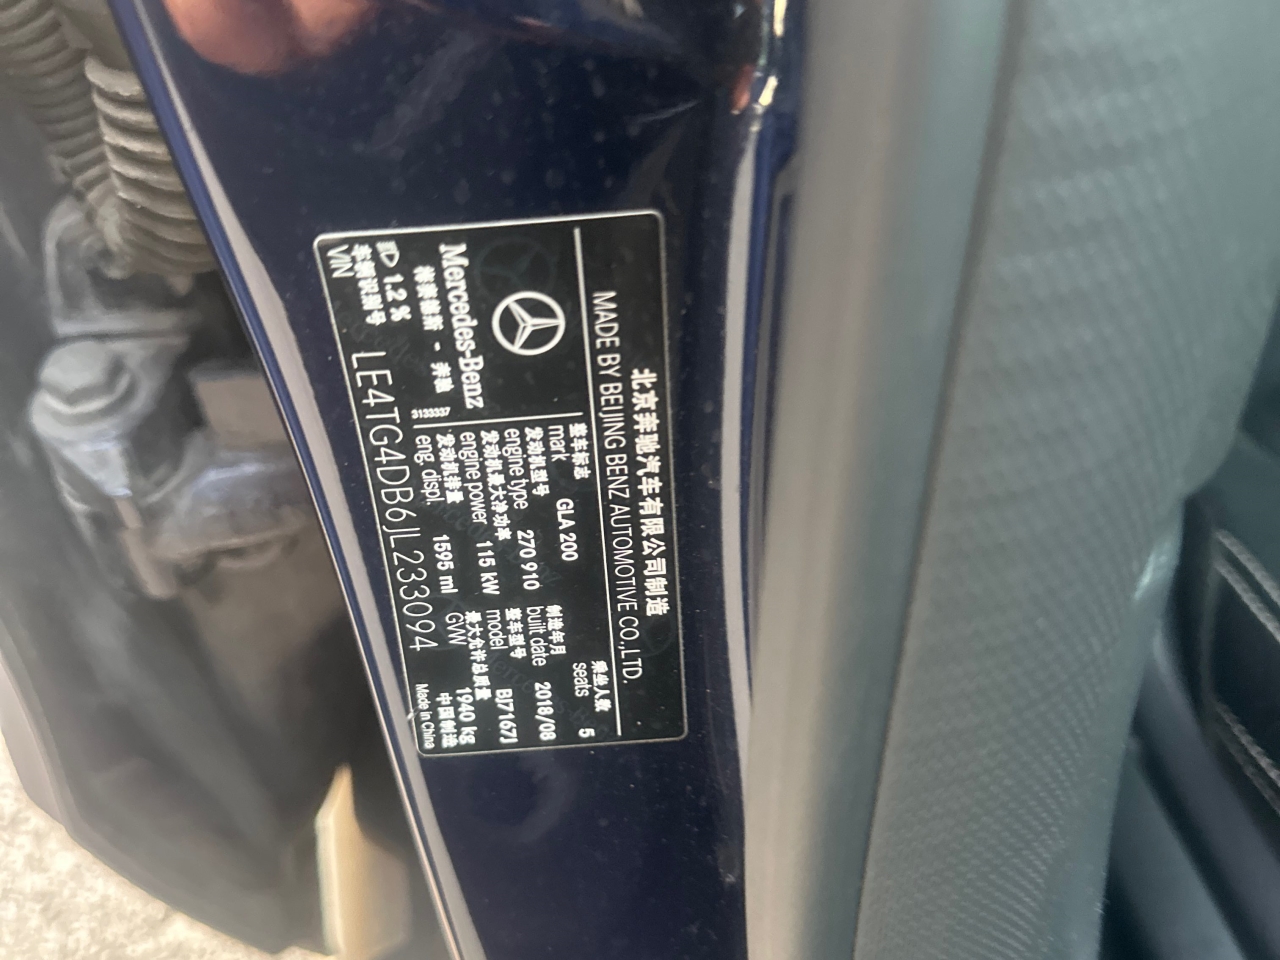 北京奔驰汽车有限公司制造
MADE BY BEIJING BENZ AUTOMOTIVE CO.,LTD.
整车标志
mark GLA 200
乘坐人数
seats 5
发动机型号
engine type 270 910
制造年月
built date 2018/08
发动机最大净功率
engine power 115 kW
整车型号
model BJ7167J
发动机排量
eng. displ. 1595 ml
最大允许总质量
GVW 1940 kg
Mercedes-Benz
梅赛德斯 - 奔驰
3133337
1.2 %
中国制造
Made in China
车辆识别号
VIN LE4TG4DB6JL233094